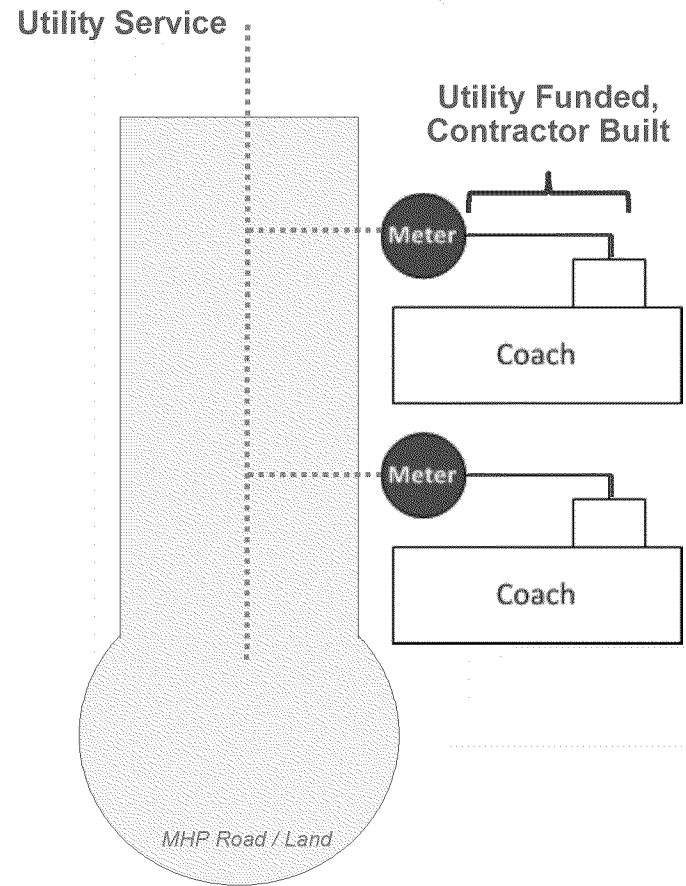 Utility Service
Utility Funded,
Contractor Built
Meter
Coach
Meter
Coach
MHP Road / Land